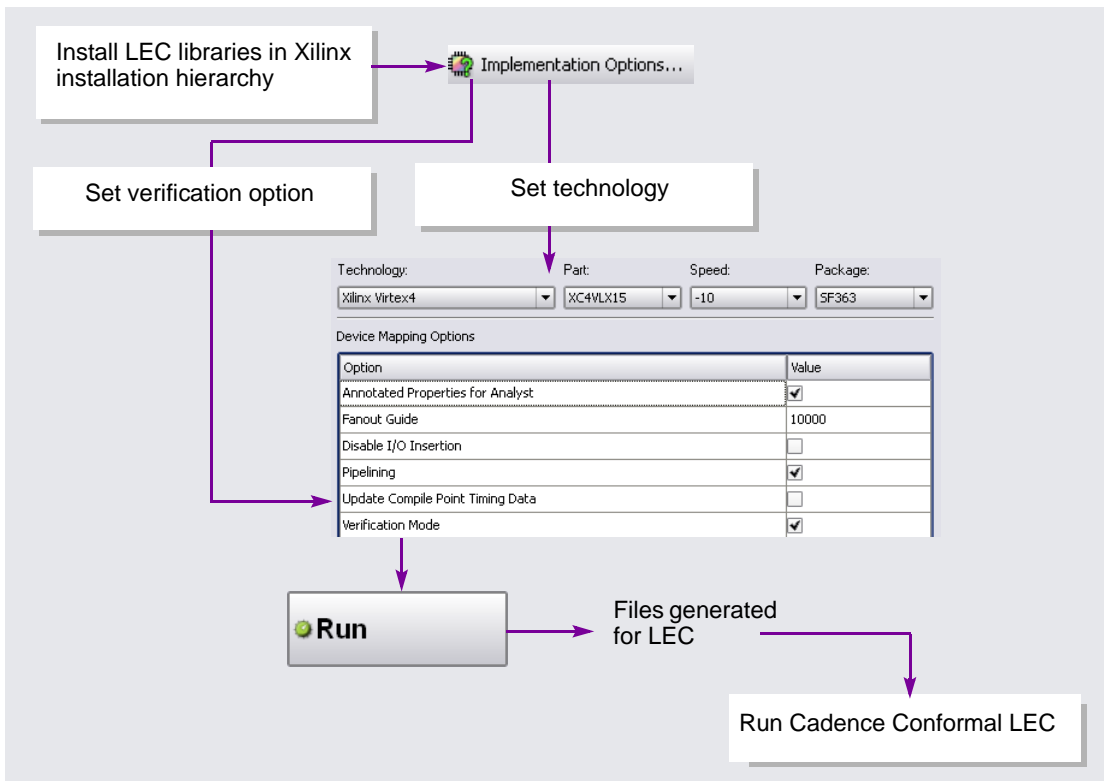 Install LEC libraries in Xilinx
installation hierarchy
Implementation Options...
Set verification option
Set technology
Technology: Part: Speed: Package:
Xilinx Virtex4 XC4VLX15 -10 SF363
Device Mapping Options
Option Value
Annotated Properties for Analyst
Fanout Guide 10000
Disable I/O Insertion
Pipelining
Update Compile Point Timing Data
Verification Mode
Run
Files generated
for LEC
Run Cadence Conformal LEC